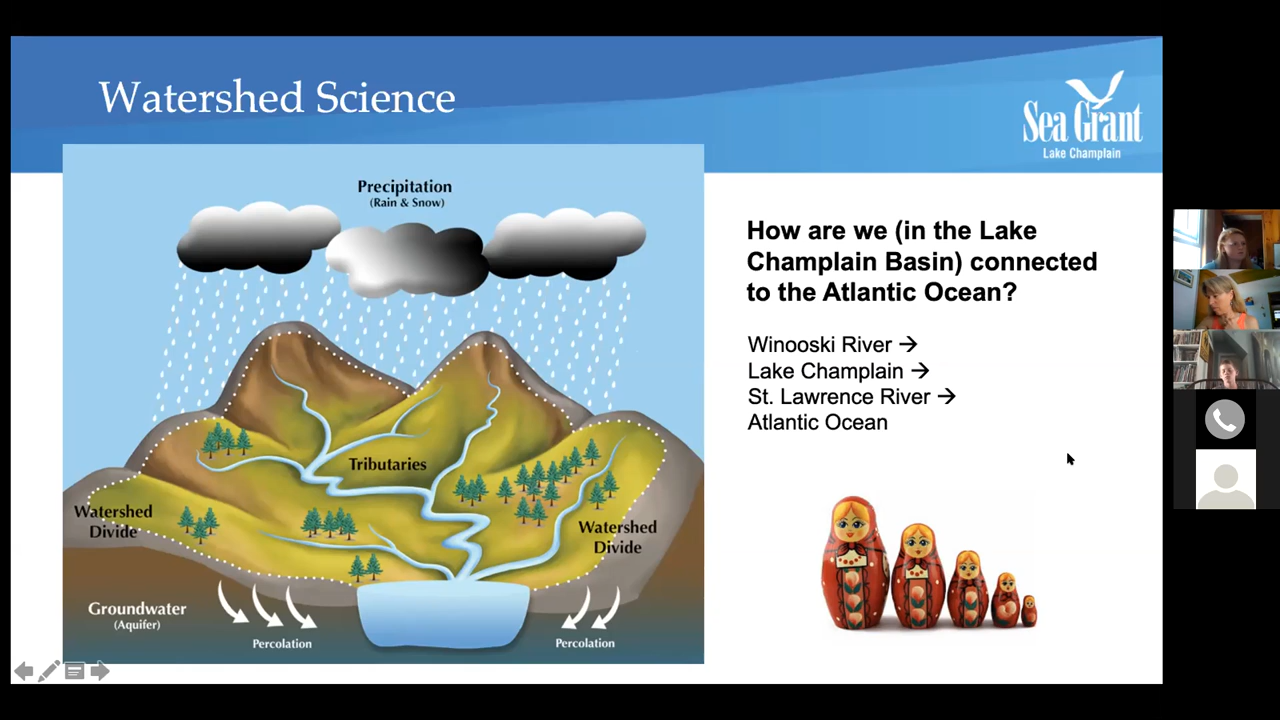 Watershed Science
Sea Grant
Lake Champlain
Precipitation
(Rain & Snow)
Tributaries
Watershed
Divide
Watershed
Divide
Groundwater
(Aquifer)
Percolation
Percolation
How are we (in the Lake
Champlain Basin) connected
to the Atlantic Ocean?
Winooski River →
Lake Champlain →
St. Lawrence River →
Atlantic Ocean